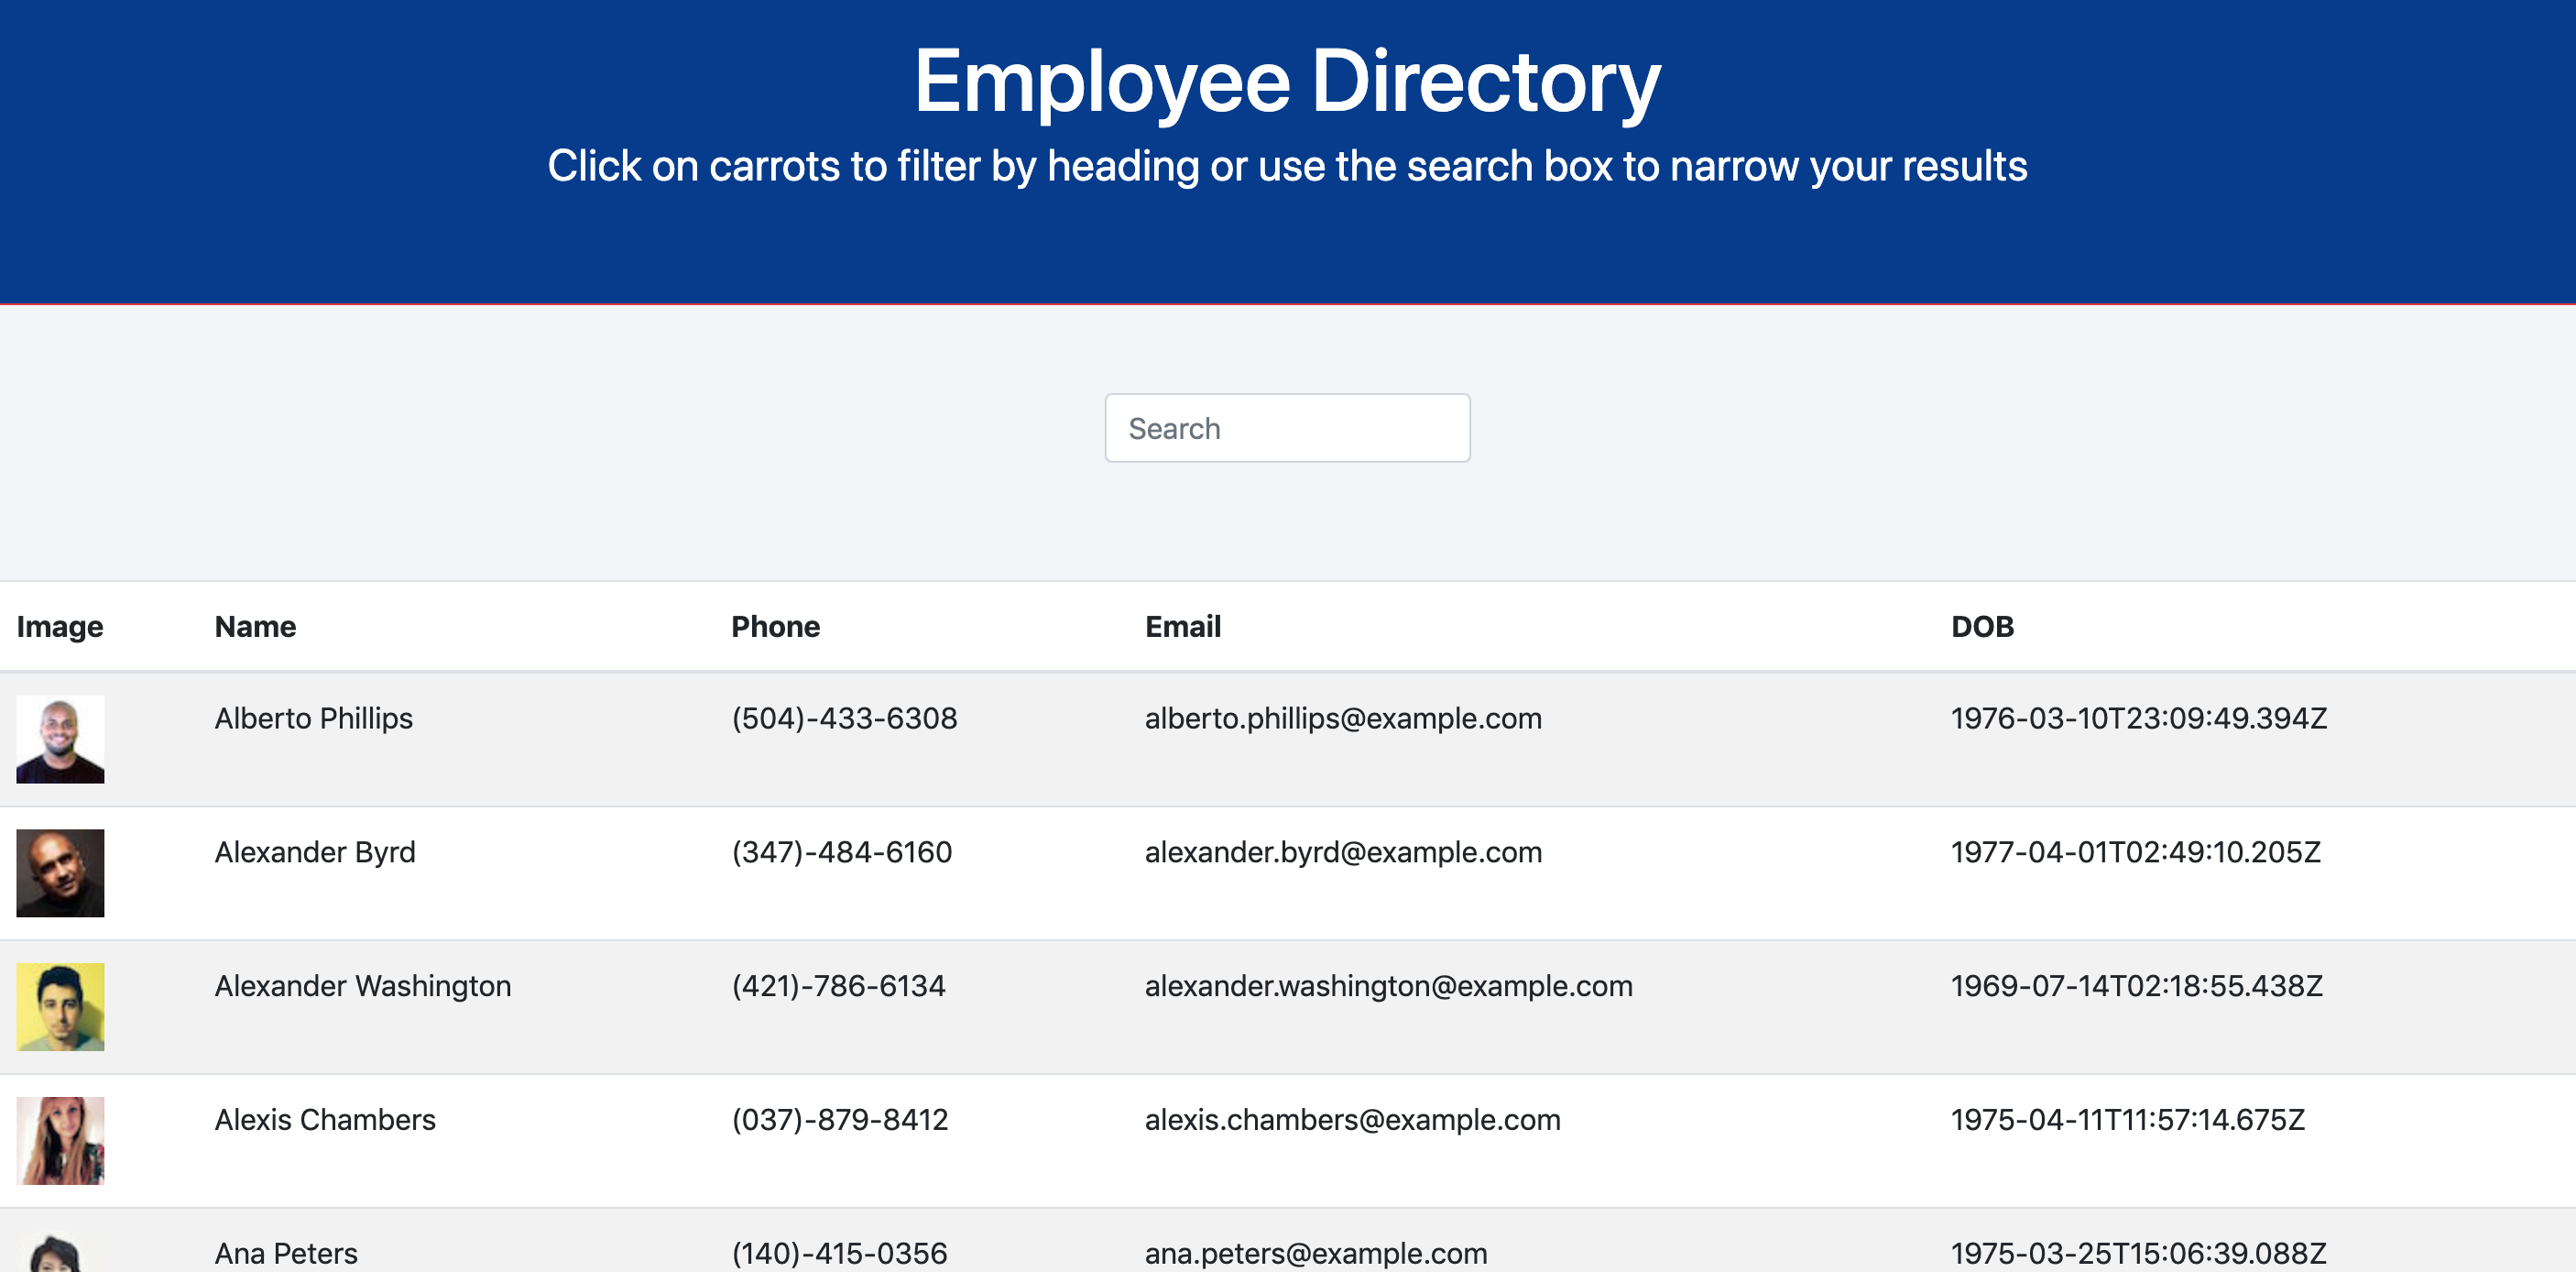 Employee Directory
Click on carrots to filter by heading or use the search box to narrow your results
Search
Image Name Phone Email DOB
Alberto Phillips (504)-433-6308 alberto.phillips@example.com 1976-03-10T23:09:49.394Z
Alexander Byrd (347)-484-6160 alexander.byrd@example.com 1977-04-01T02:49:10.205Z
Alexander Washington (421)-786-6134 alexander.washington@example.com 1969-07-14T02:18:55.438Z
Alexis Chambers (037)-879-8412 alexis.chambers@example.com 1975-04-11T11:57:14.675Z
Ana Peters (140)-415-0356 ana.peters@example.com 1975-03-25T15:06:39.088Z